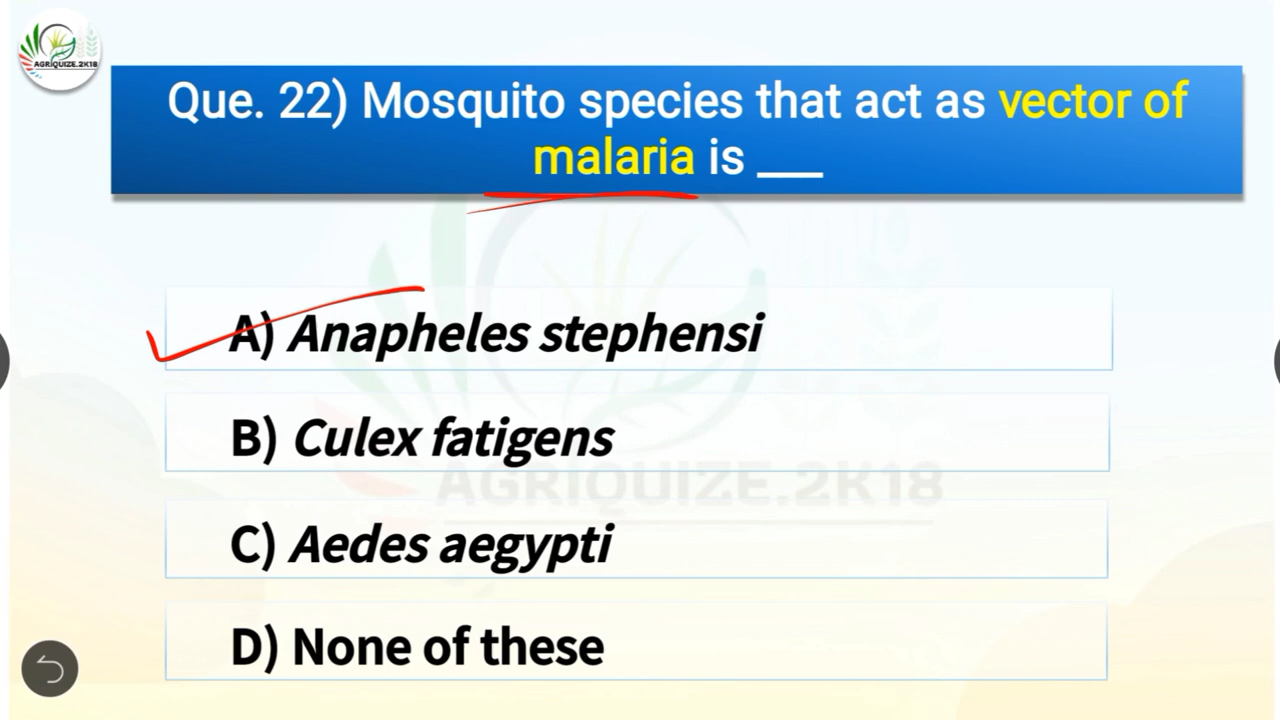 AGRIQUIZE.2K18
Que. 22) Mosquito species that act as vector of
malaria is ___
A) Anapheles stephensi
B) Culex fatigens
AGRIQUIZE.2K18
C) Aedes aegypti
D) None of these